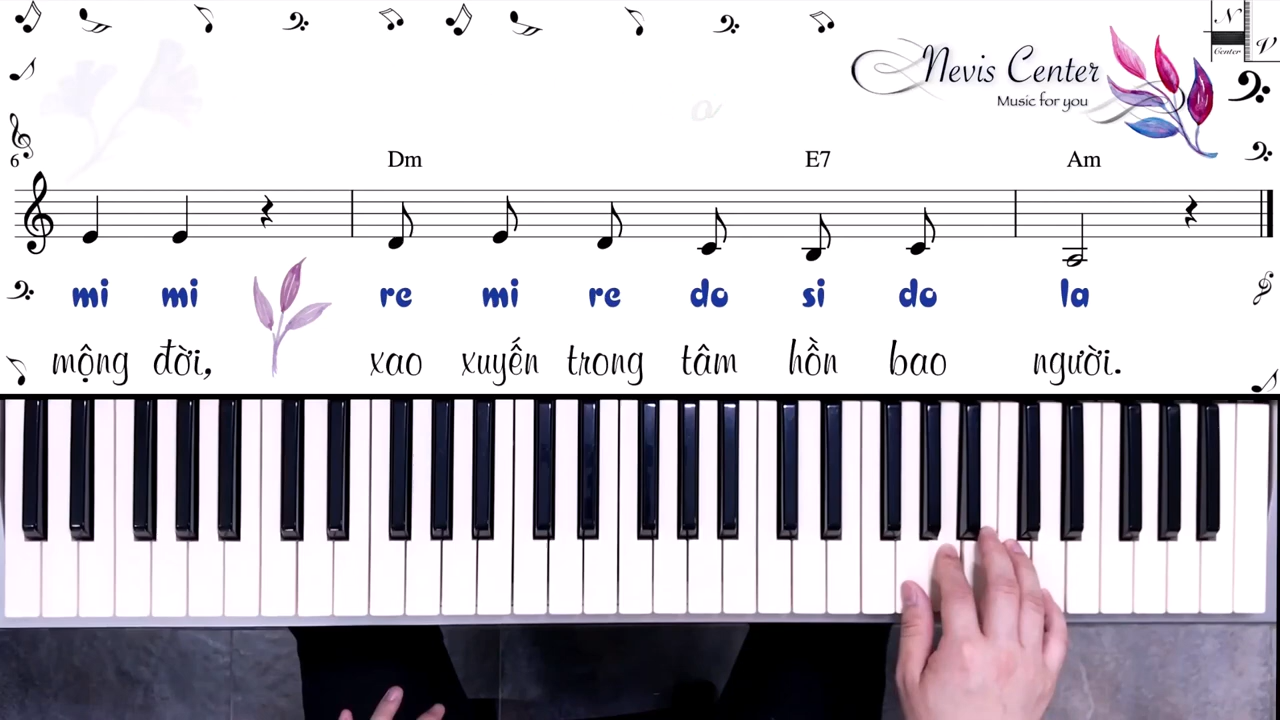 Nevis Center
Music for you
N
Center
V
6
Dm E7 Am
mi mi re mi re do si do la
mộng đời, xao xuyến trong tâm hồn bao người.